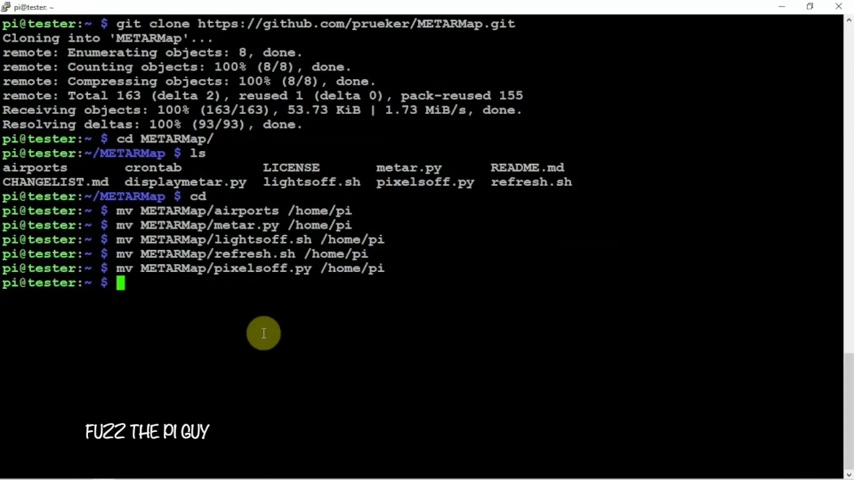 pi@tester: ~
pi@tester:~ $ git clone https://github.com/prueker/METARMap.git
Cloning into 'METARMap'...
remote: Enumerating objects: 8, done.
remote: Counting objects: 100% (8/8), done.
remote: Compressing objects: 100% (8/8), done.
remote: Total 163 (delta 2), reused 1 (delta 0), pack-reused 155
Receiving objects: 100% (163/163), 53.73 KiB | 1.73 MiB/s, done.
Resolving deltas: 100% (93/93), done.
pi@tester:~ $ cd METARMap/
pi@tester:~/METARMap $ ls
airports crontab LICENSE metar.py README.md
CHANGELIST.md displaymetar.py lightsoff.sh pixelsoff.py refresh.sh
pi@tester:~/METARMap $ cd
pi@tester:~ $ mv METARMap/airports /home/pi
pi@tester:~ $ mv METARMap/metar.py /home/pi
pi@tester:~ $ mv METARMap/lightsoff.sh /home/pi
pi@tester:~ $ mv METARMap/refresh.sh /home/pi
pi@tester:~ $ mv METARMap/pixelsoff.py /home/pi
pi@tester:~ $
FUZZ THE PI GUY